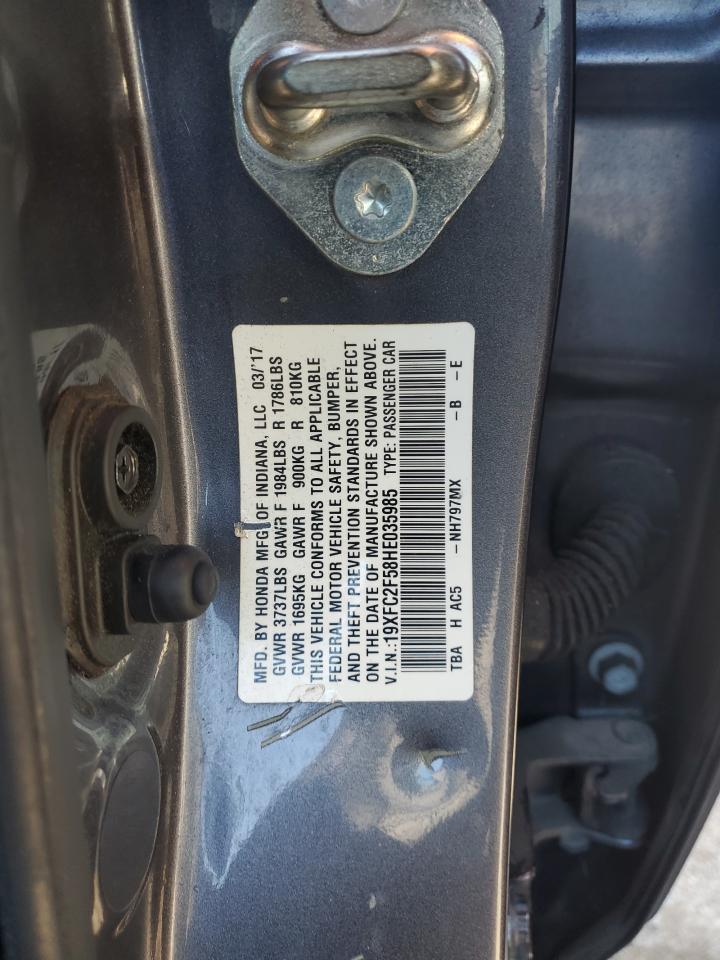 MFD. BY HONDA MFG. OF INDIANA, LLC 03/'17
GVWR 3737LBS GAWR F 1984LBS R 1786LBS
GVWR 1695KG GAWR F 900KG R 810KG
THIS VEHICLE CONFORMS TO ALL APPLICABLE
FEDERAL MOTOR VEHICLE SAFETY, BUMPER,
AND THEFT PREVENTION STANDARDS IN EFFECT
ON THE DATE OF MANUFACTURE SHOWN ABOVE.
V.I.N.:19XFC2F58HE035985 TYPE: PASSENGER CAR
TBA H AC5 -NH797MX -B -E